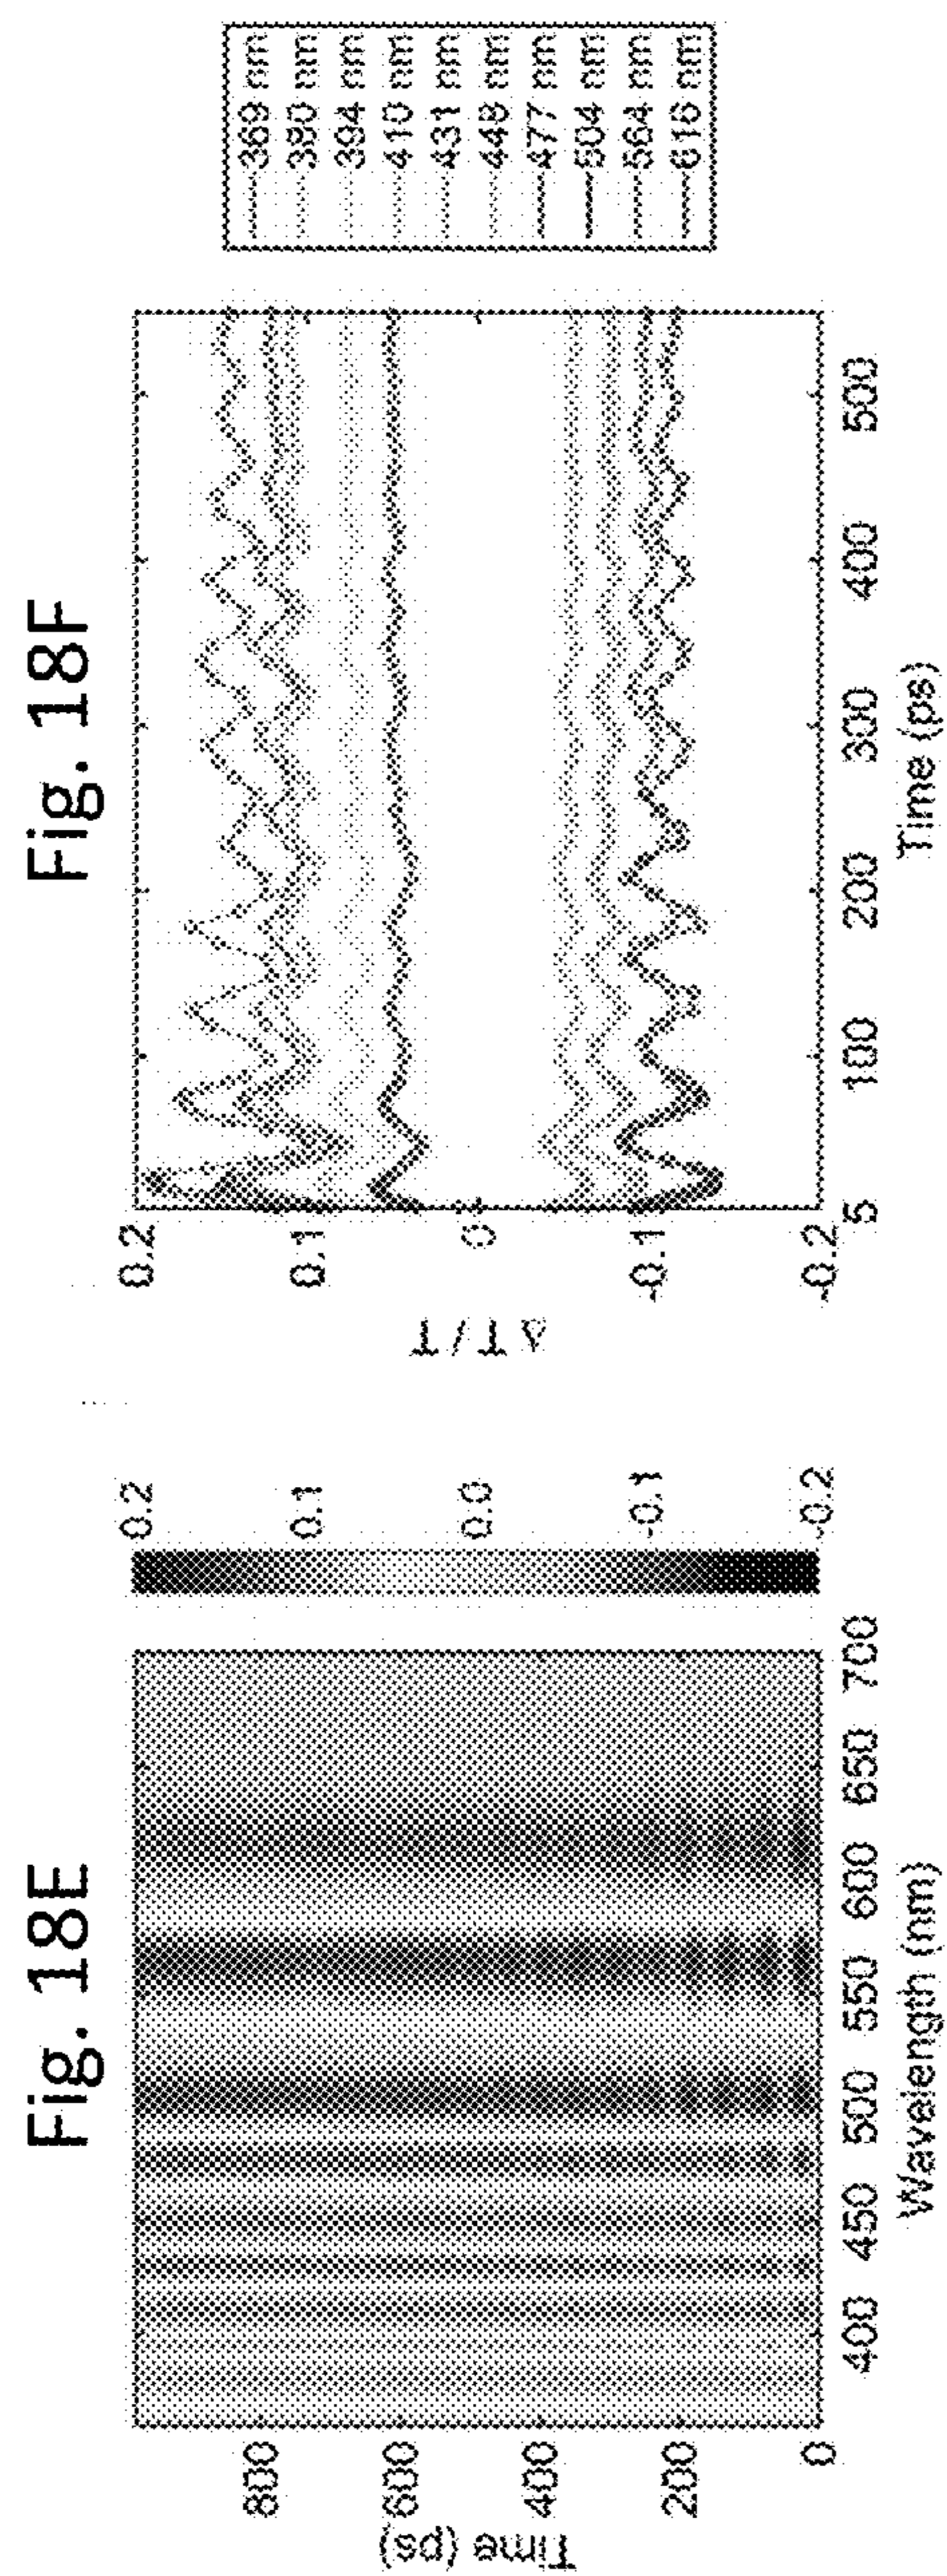 Fig. 18E
Time (ps)
800
600
400
200
0
400
450
500
550
600
650
700
Wavelength (nm)
0.2
0.1
0.0
-0.1
-0.2
Fig. 18F
ΔT/T
0.2
0.1
0
-0.1
-0.2
5
100
200
300
400
500
Time (ps)
369 nm
380 nm
394 nm
410 nm
431 nm
448 nm
477 nm
504 nm
564 nm
616 nm